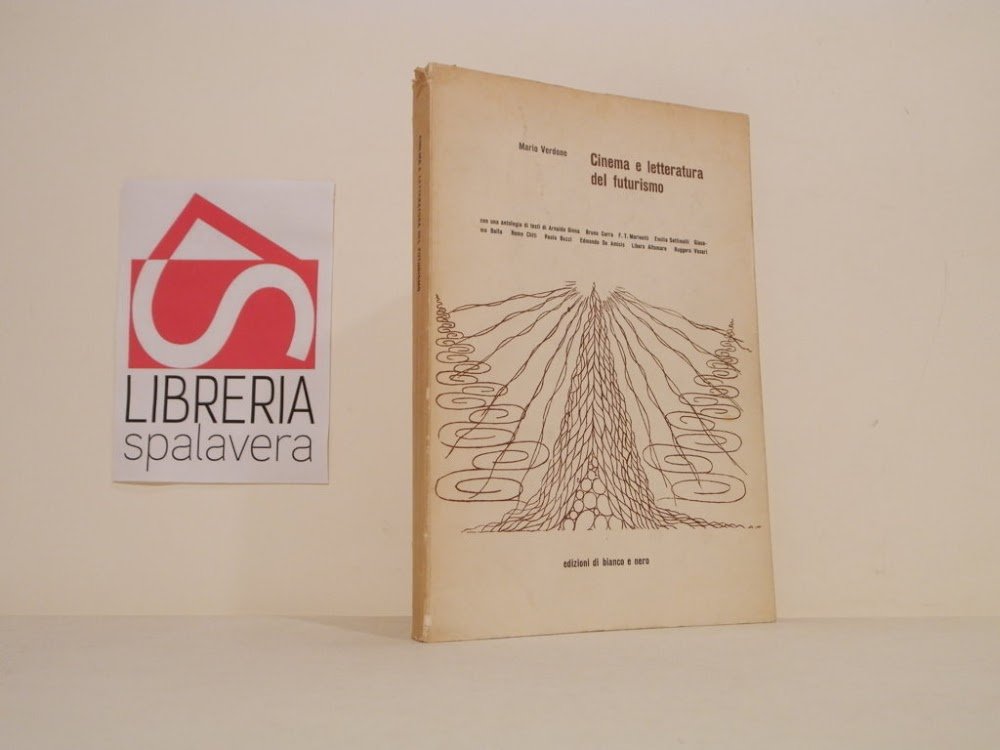 LIBRERIA
spalavera
Mario Verdone
Cinema e letteratura
del futurismo
con una antologia di testi di Arnaldo Ginna Bruno Corra F. T. Marinetti Emilio Settimelli Giaco-
mo Balla Remo Chiti Paolo Buzzi Edmondo De Amicis Libero Altomare Ruggero Vasari
edizioni di bianco e nero